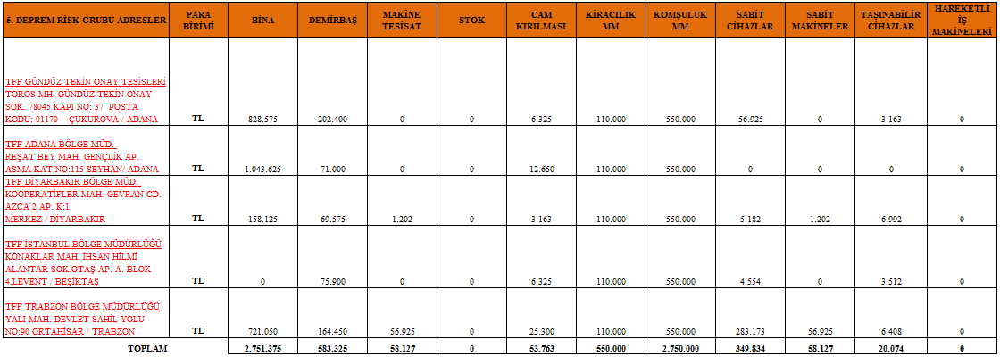 5. DEPREM RİSK GRUBU ADRESLER PARA BİRİMİ BİNA DEMİRBAŞ MAKİNE TESİSAT STOK CAM KIRILMASI KİRACILIK MM KOMŞULUK MM SABİT CİHAZLAR SABİT MAKİNELER TAŞINABİLİR CİHAZLAR HAREKETLİ İŞ MAKİNELERİ
TFF GÜNDÜZ TEKİN ONAY TESİSLERİ
TOROS MH. GÜNDÜZ TEKİN ONAY
SOK. 78045 KAPI NO: 37 POSTA
KODU: 01170 ÇUKUROVA / ADANA TL 828.575 202.400 0 0 6.325 110.000 550.000 56.925 0 3.163 0
TFF ADANA BÖLGE MÜD.
REŞAT BEY MAH. GENÇLİK AP.
ASMA KAT NO:115 SEYHAN/ ADANA TL 1.043.625 71.000 0 0 12.650 110.000 550.000 0 0 0 0
TFF DİYARBAKIR BÖLGE MÜD.
KOOPERATİFLER MAH. GEVRAN CD.
AZCA 2 AP. K:1
MERKEZ / DİYARBAKIR TL 158.125 69.575 1.202 0 3.163 110.000 550.000 5.182 1.202 6.992 0
TFF İSTANBUL BÖLGE MÜDÜRLÜĞÜ
KONAKLAR MAH. İHSAN HİLMİ
ALANTAR SOK.OTAŞ AP. A. BLOK
4.LEVENT / BEŞİKTAŞ TL 0 75.900 0 0 6.325 110.000 550.000 4.554 0 3.512 0
TFF TRABZON BÖLGE MÜDÜRLÜĞÜ
YALI MAH. DEVLET SAHİL YOLU
NO:90 ORTAHİSAR / TRABZON TL 721.050 164.450 56.925 0 25.300 110.000 550.000 283.173 56.925 6.408 0
TOPLAM 2.751.375 583.325 58.127 0 53.763 550.000 2.750.000 349.834 58.127 20.074 0